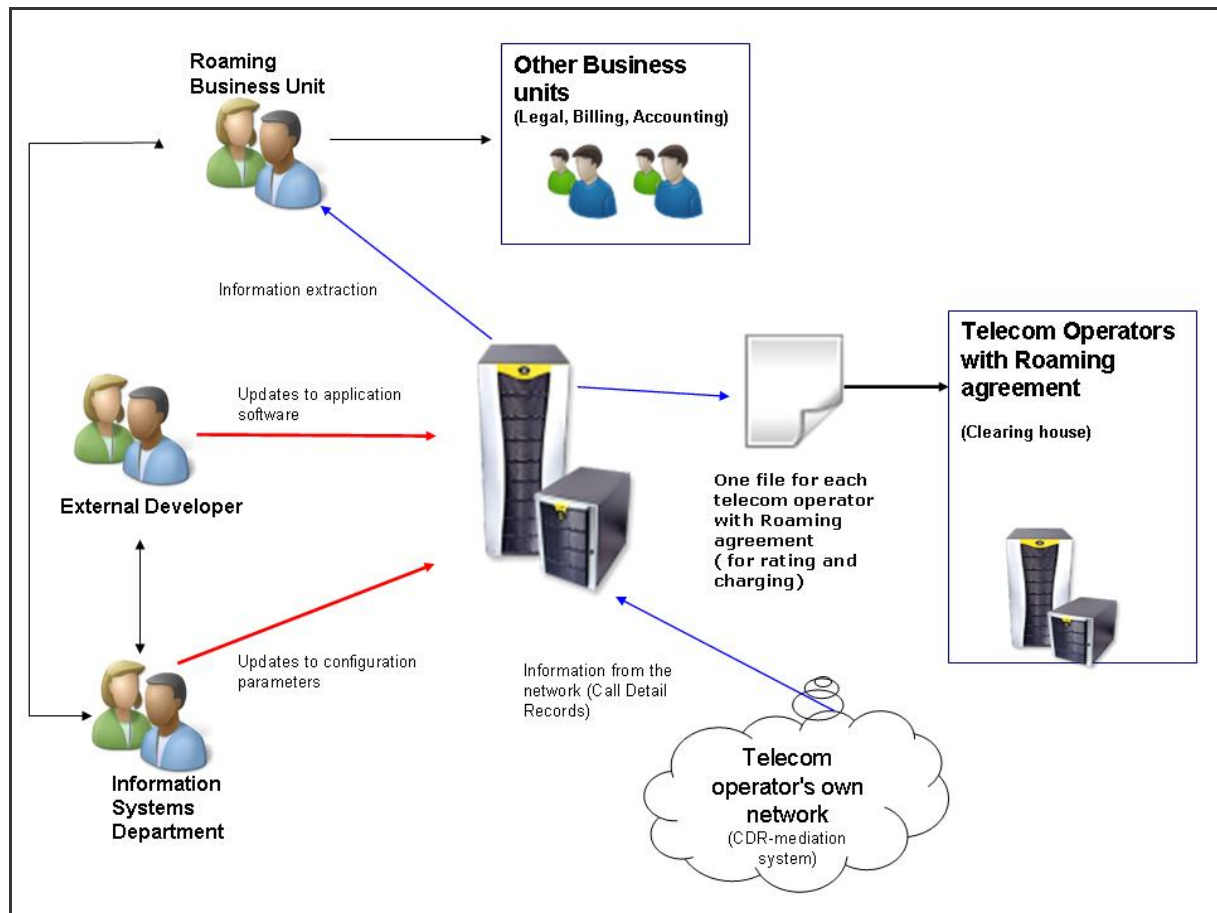 Roaming
Business Unit
Other Business
units
(Legal, Billing, Accounting)
Information extraction
Telecom Operators
with Roaming
agreement
(Clearing house)
Updates to application
software
External Developer
One file for each
telecom operator
with Roaming
agreement
( for rating and
charging)
Updates to configuration
parameters
Information from the
network (Call Detail
Records)
Information
Systems
Department
Telecom
operator's own
network
(CDR-mediation
system)